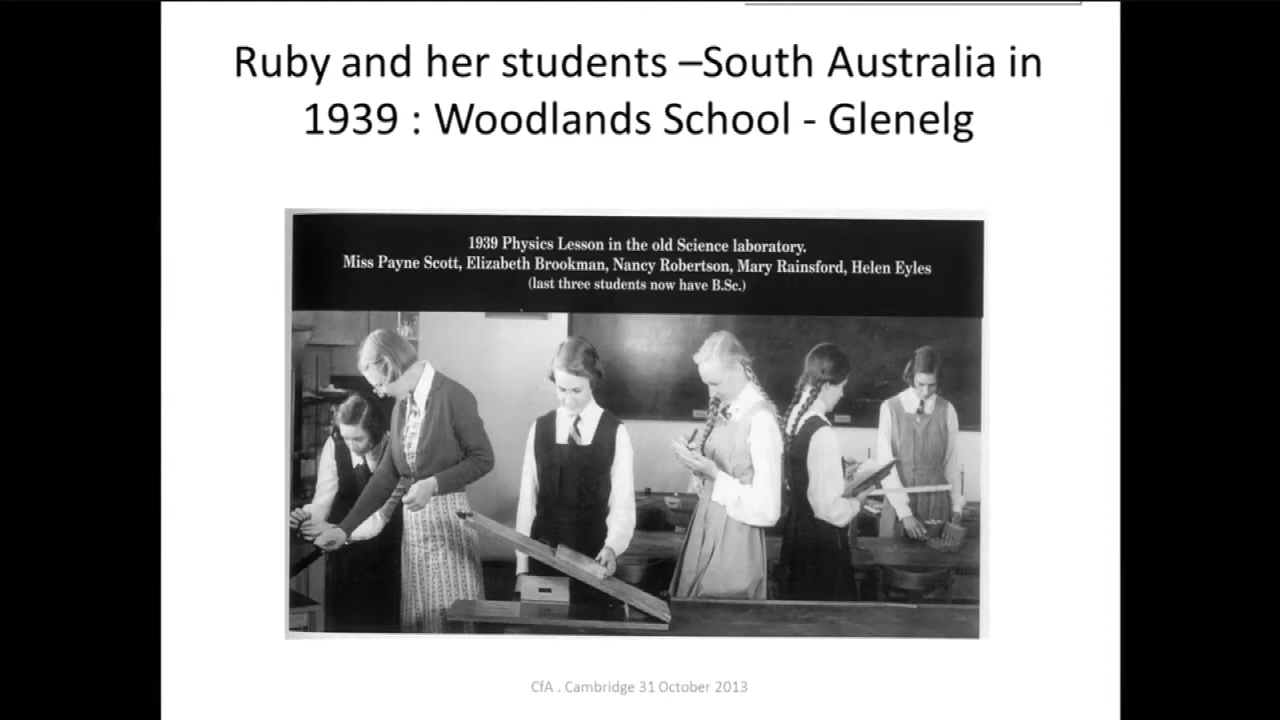 Ruby and her students –South Australia in
1939 : Woodlands School - Glenelg
1939 Physics Lesson in the old Science laboratory.
Miss Payne Scott, Elizabeth Brookman, Nancy Robertson, Mary Rainsford, Helen Eyles
(last three students now have B.Sc.)
CfA . Cambridge 31 October 2013